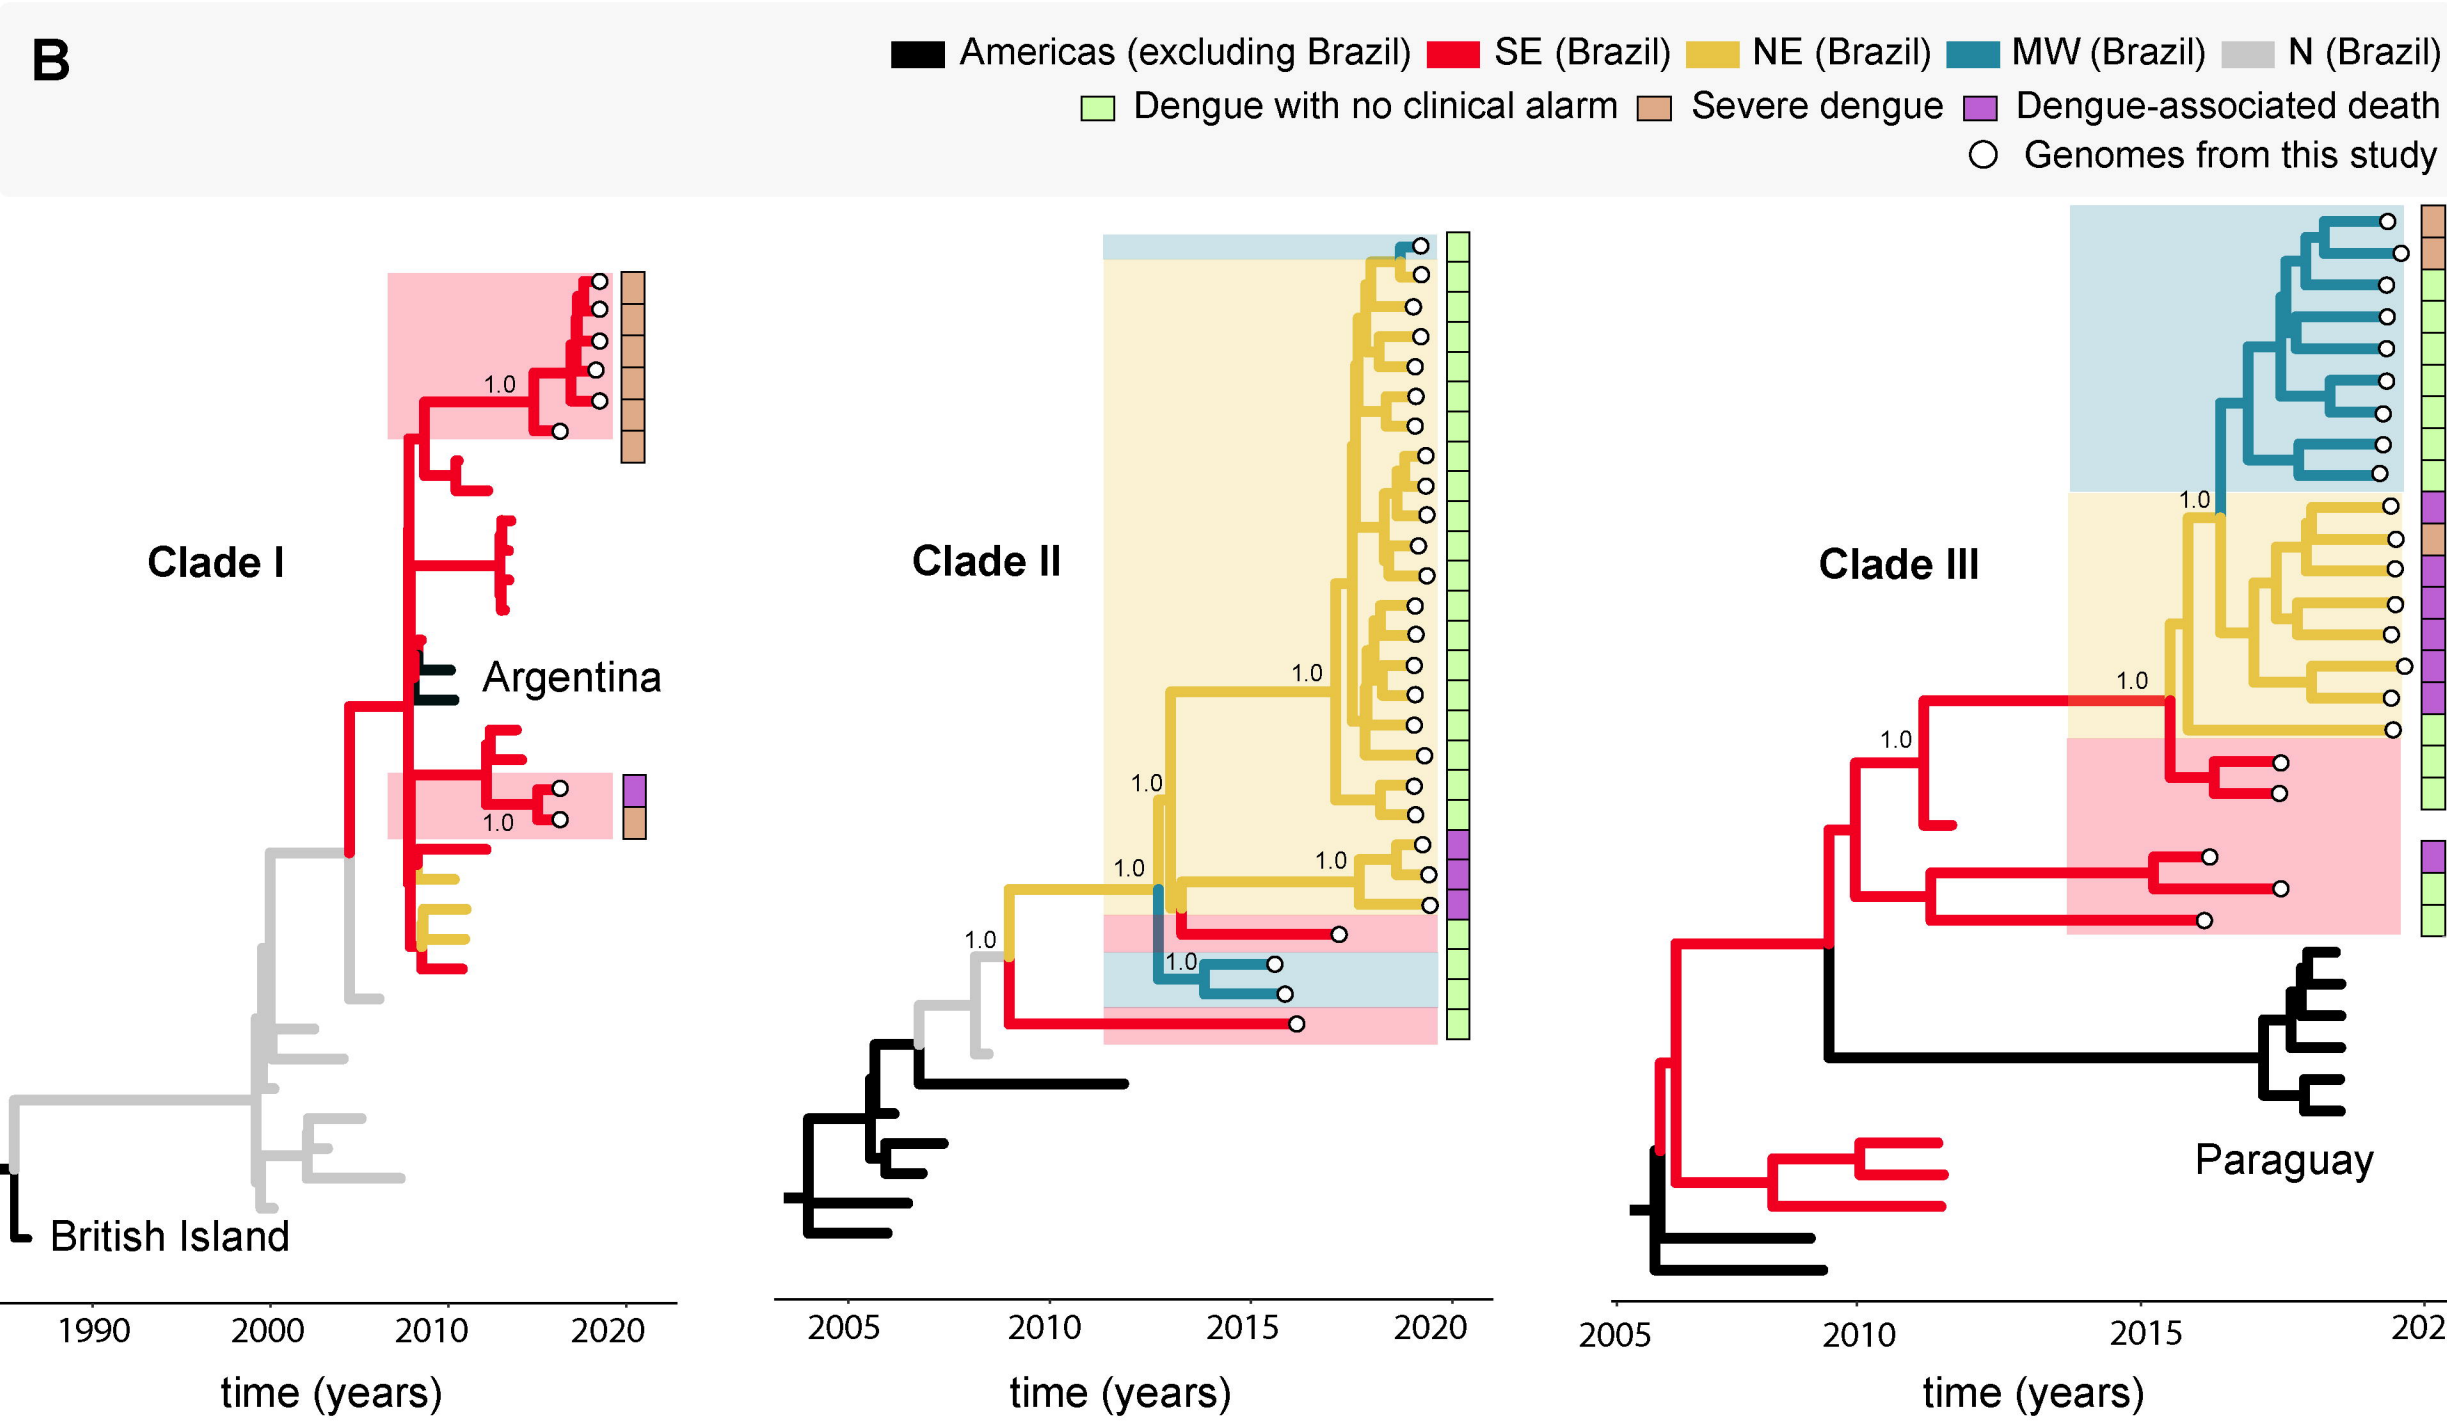 B
Americas (excluding Brazil) SE (Brazil) NE (Brazil) MW (Brazil) N (Brazil)
Dengue with no clinical alarm Severe dengue Dengue-associated death
Genomes from this study
Clade I
1.0
Argentina
1.0
British Island
1990 2000 2010 2020
time (years)
Clade II
1.0
1.0
1.0
1.0
1.0
1.0
2005 2010 2015 2020
time (years)
Clade III
1.0
1.0
1.0
Paraguay
2005 2010 2015 202
time (years)